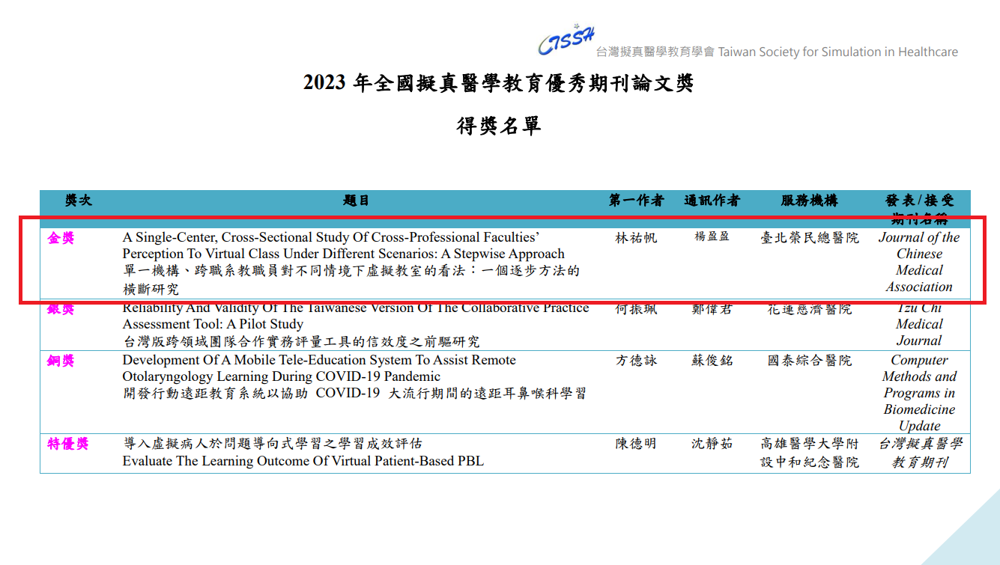 CTSSH
台灣擬真醫學教育學會 Taiwan Society for Simulation in Healthcare
2023 年全國擬真醫學教育優秀期刊論文獎
得獎名單
獎次 題目 第一作者 通訊作者 服務機構 發表/接受
期刊名稱
金獎 A Single-Center, Cross-Sectional Study Of Cross-Professional Faculties’ 林祐帆 楊盈盈 臺北榮民總醫院 Journal of the
Perception To Virtual Class Under Different Scenarios: A Stepwise Approach Chinese
單一機構、跨職系教職員對不同情境下虛擬教室的看法：一個逐步方法的 Medical
橫斷研究 Association
銀獎 Reliability And Validity Of The Taiwanese Version Of The Collaborative Practice 何振珮 鄭偉君 花蓮慈濟醫院 Tzu Chi
Assessment Tool: A Pilot Study Medical
台灣版跨領域團隊合作實務評量工具的信效度之前驅研究 Journal
銅獎 Development Of A Mobile Tele-Education System To Assist Remote 方德詠 蘇俊銘 國泰綜合醫院 Computer
Otolaryngology Learning During COVID-19 Pandemic Methods and
開發行動遠距教育系統以協助 COVID-19 大流行期間的遠距耳鼻喉科學習 Programs in
Biomedicine
Update
特優獎 導入虛擬病人於問題導向式學習之學習成效評估 陳德明 沈靜茹 高雄醫學大學附 台灣擬真醫學
Evaluate The Learning Outcome Of Virtual Patient-Based PBL 設中和紀念醫院 教育期刊